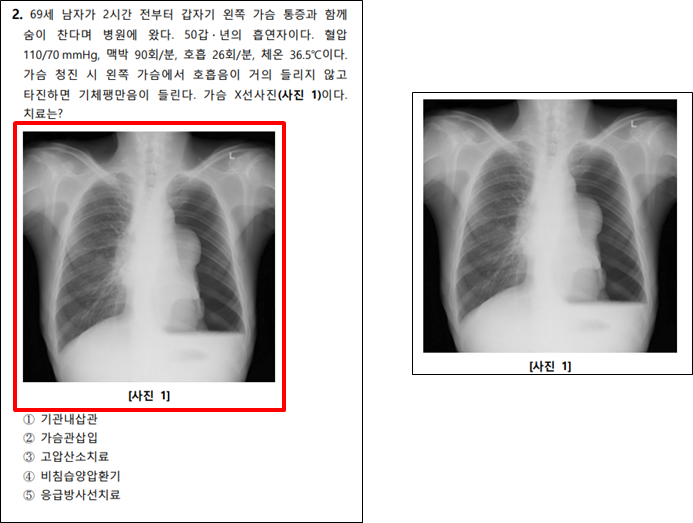 2. 69세 남자가 2시간 전부터 갑자기 왼쪽 가슴 통증과 함께
숨이 찬다며 병원에 왔다. 50갑·년의 흡연자이다. 혈압
110/70 mmHg, 맥박 90회/분, 호흡 26회/분, 체온 36.5℃이다.
가슴 청진 시 왼쪽 가슴에서 호흡음이 거의 들리지 않고
타진하면 기체팽만음이 들린다. 가슴 X선사진(사진 1)이다.
치료는?
L
[사진 1]
① 기관내삽관
② 가슴관삽입
③ 고압산소치료
④ 비침습양압환기
⑤ 응급방사선치료
L
[사진 1]